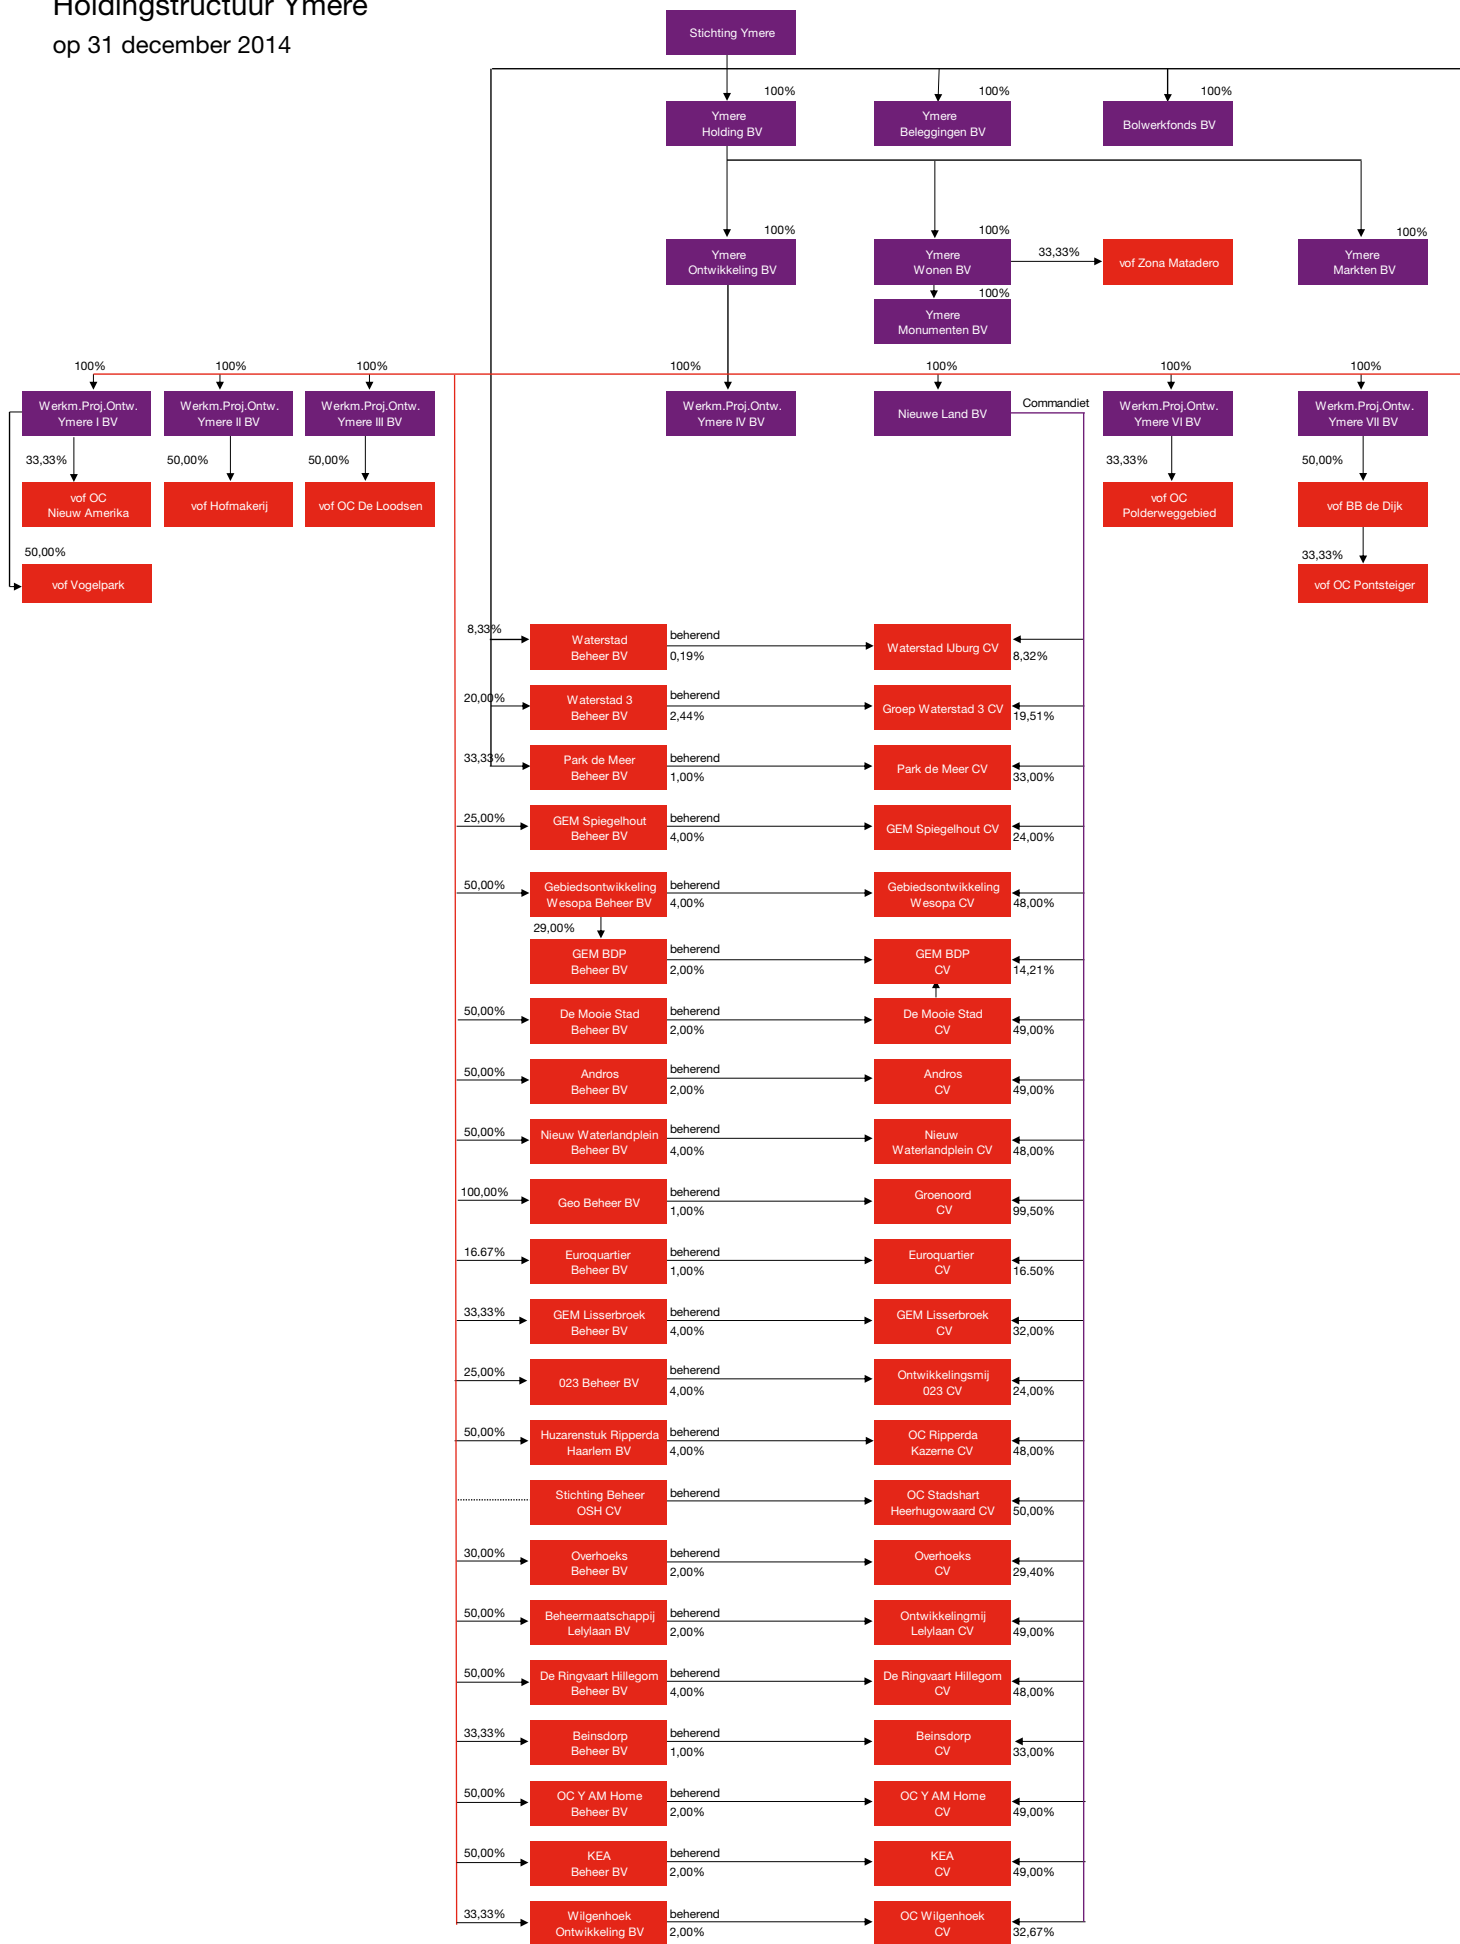 Holdingstructuur Ymere
op 31 december 2014
Stichting Ymere
100%
100%
100%
Ymere
Holding BV
Ymere
Beleggingen BV
Bolwerkfonds BV
100%
100%
100%
Ymere
Ontwikkeling BV
Ymere
Wonen BV
33,33%
vof Zona Matadero
Ymere
Markten BV
100%
Ymere
Monumenten BV
100%
100%
100%
100%
100%
100%
100%
Werkm.Proj.Ontw.
Ymere I BV
Werkm.Proj.Ontw.
Ymere II BV
Werkm.Proj.Ontw.
Ymere III BV
Werkm.Proj.Ontw.
Ymere IV BV
Nieuwe Land BV
Commandiet
Werkm.Proj.Ontw.
Ymere VI BV
Werkm.Proj.Ontw.
Ymere VII BV
33,33%
50,00%
50,00%
33,33%
50,00%
vof OC
Nieuw Amerika
vof Hofmakerij
vof OC De Loodsen
vof OC
Polderweggebied
vof BB de Dijk
50,00%
33,33%
vof Vogelpark
vof OC Pontsteiger
8,33%
Waterstad
Beheer BV
beherend
0,19%
Waterstad IJburg CV
8,32%
20,00%
Waterstad 3
Beheer BV
beherend
2,44%
Groep Waterstad 3 CV
19,51%
33,33%
Park de Meer
Beheer BV
beherend
1,00%
Park de Meer CV
33,00%
25,00%
GEM Spiegelhout
Beheer BV
beherend
4,00%
GEM Spiegelhout CV
24,00%
50,00%
Gebiedsontwikkeling
Wesopa Beheer BV
beherend
4,00%
Gebiedsontwikkeling
Wesopa CV
48,00%
29,00%
GEM BDP
Beheer BV
beherend
2,00%
GEM BDP
CV
14,21%
50,00%
De Mooie Stad
Beheer BV
beherend
2,00%
De Mooie Stad
CV
49,00%
50,00%
Andros
Beheer BV
beherend
2,00%
Andros
CV
49,00%
50,00%
Nieuw Waterlandplein
Beheer BV
beherend
4,00%
Nieuw
Waterlandplein CV
48,00%
100,00%
Geo Beheer BV
beherend
1,00%
Groenoord
CV
99,50%
16.67%
Euroquartier
Beheer BV
beherend
1,00%
Euroquartier
CV
16.50%
33,33%
GEM Lisserbroek
Beheer BV
beherend
4,00%
GEM Lisserbroek
CV
32,00%
25,00%
023 Beheer BV
beherend
4,00%
Ontwikkelingsmij
023 CV
24,00%
50,00%
Huzarenstuk Ripperda
Haarlem BV
beherend
4,00%
OC Ripperda
Kazerne CV
48,00%
Stichting Beheer
OSH CV
beherend
OC Stadshart
Heerhugowaard CV
50,00%
30,00%
Overhoeks
Beheer BV
beherend
2,00%
Overhoeks
CV
29,40%
50,00%
Beheermaatschappij
Lelylaan BV
beherend
2,00%
Ontwikkelingmij
Lelylaan CV
49,00%
50,00%
De Ringvaart Hillegom
Beheer BV
beherend
4,00%
De Ringvaart Hillegom
CV
48,00%
33,33%
Beinsdorp
Beheer BV
beherend
1,00%
Beinsdorp
CV
33,00%
50,00%
OC Y AM Home
Beheer BV
beherend
2,00%
OC Y AM Home
CV
49,00%
50,00%
KEA
Beheer BV
beherend
2,00%
KEA
CV
49,00%
33,33%
Wilgenhoek
Ontwikkeling BV
beherend
2,00%
OC Wilgenhoek
CV
32,67%